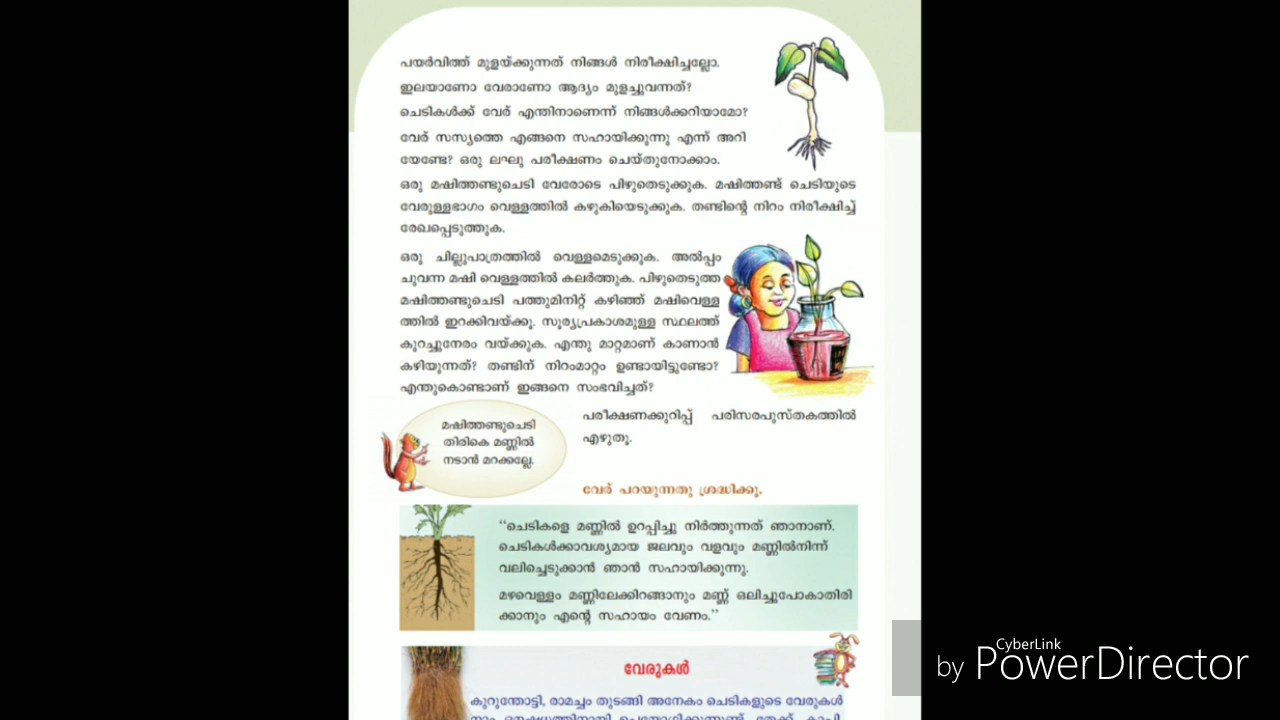 പയർവിത്ത് മുളയ്ക്കുന്നത് നിങ്ങൾ നിരീക്ഷിച്ചല്ലോ.
ഇലയാണോ വേരാണോ ആദ്യം മുളച്ചുവന്നത്?
ചെടികൾക്ക് വേര് എന്തിനാണെന്ന് നിങ്ങൾക്കറിയാമോ?
വേര് സസ്യത്തെ എങ്ങനെ സഹായിക്കുന്നു എന്ന് അറി
യേണ്ടേ? ഒരു ലഘു പരീക്ഷണം ചെയ്തുനോക്കാം.
ഒരു മഷിത്തണ്ടുചെടി വേരോടെ പിഴുതെടുക്കുക. മഷിത്തണ്ട് ചെടിയുടെ
വേരുള്ളഭാഗം വെള്ളത്തിൽ കഴുകിയെടുക്കുക. തണ്ടിന്റെ നിറം നിരീക്ഷിച്ച്
രേഖപ്പെടുത്തുക.
ഒരു ചില്ലുപാത്രത്തിൽ വെള്ളമെടുക്കുക. അൽപ്പം
ചുവന്ന മഷി വെള്ളത്തിൽ കലർത്തുക. പിഴുതെടുത്ത
മഷിത്തണ്ടുചെടി പത്തുമിനിറ്റ് കഴിഞ്ഞ് മഷിവെള്ള
ത്തിൽ ഇറക്കിവയ്ക്കൂ. സൂര്യപ്രകാശമുള്ള സ്ഥലത്ത്
കുറച്ചുനേരം വയ്ക്കുക. എന്തു മാറ്റമാണ് കാണാൻ
കഴിയുന്നത്? തണ്ടിന് നിറംമാറ്റം ഉണ്ടായിട്ടുണ്ടോ?
എന്തുകൊണ്ടാണ് ഇങ്ങനെ സംഭവിച്ചത്?
മഷിത്തണ്ടുചെടി
തിരികെ മണ്ണിൽ
നടാൻ മറക്കല്ലേ.
പരീക്ഷണക്കുറിപ്പ് പരിസരപുസ്തകത്തിൽ
എഴുതൂ.
വേര് പറയുന്നതു ശ്രദ്ധിക്കൂ.
“ചെടികളെ മണ്ണിൽ ഉറപ്പിച്ചു നിർത്തുന്നത് ഞാനാണ്.
ചെടികൾക്കാവശ്യമായ ജലവും വളവും മണ്ണിൽനിന്ന്
വലിച്ചെടുക്കാൻ ഞാൻ സഹായിക്കുന്നു.
മഴവെള്ളം മണ്ണിലേക്കിറങ്ങാനും മണ്ണ് ഒലിച്ചുപോകാതിരി
ക്കാനും എന്റെ സഹായം വേണം.”
വേരുകൾ
കുറുന്തോട്ടി, രാമച്ചം തുടങ്ങി അനേകം ചെടികളുടെ വേരുകൾ
by CyberLink PowerDirector